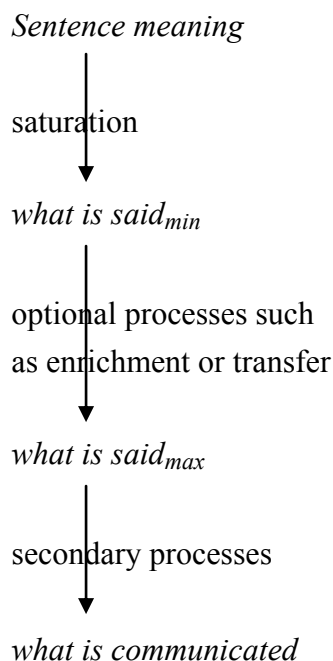 Sentence meaning
saturation
what is said_min
optional processes such
as enrichment or transfer
what is said_max
secondary processes
what is communicated